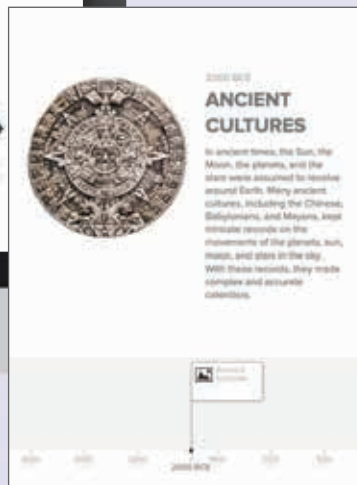 2000 BCE
ANCIENT
CULTURES
In ancient times, the Sun, the
Moon, the planets, and the
stars were assumed to revolve
around Earth. Many ancient
cultures, including the Chinese,
Babylonians, and Mayans, kept
intricate records on the
movements of the planets, sun,
moon, and stars in the sky.
With these records, they made
complex and accurate
calendars.
Ancient
Cultures
2000 BCE